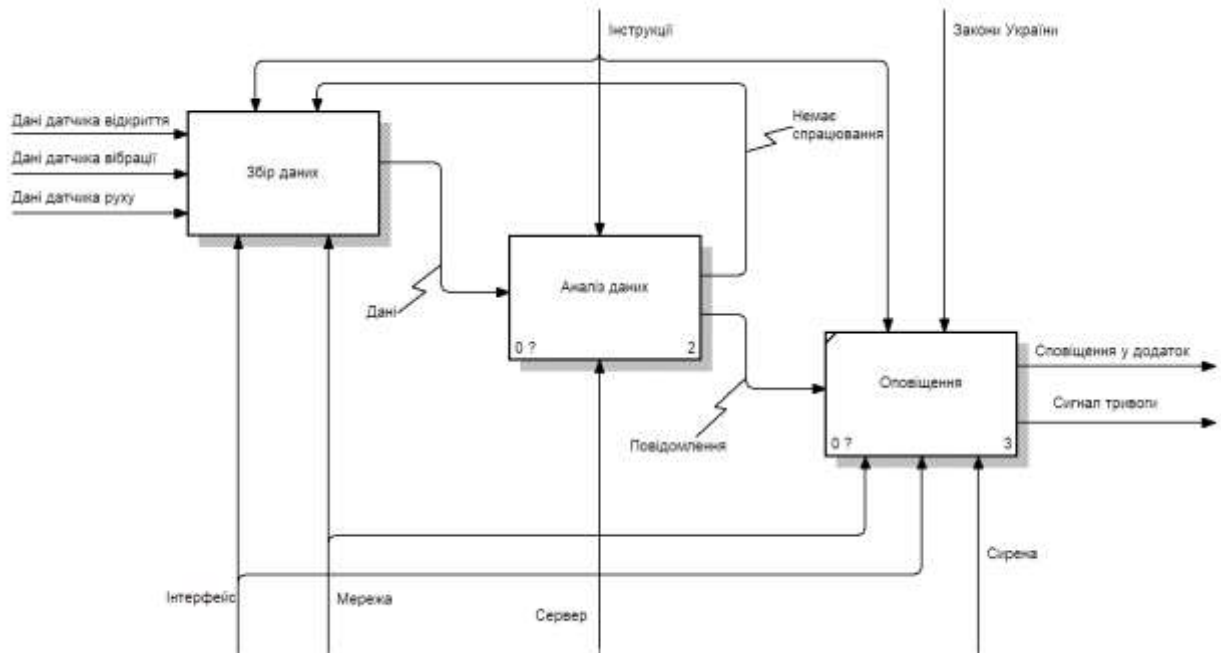 Інструкції
Закони України
Дані датчика відкриття
Дані датчика вібрації
Дані датчика руху
Збір даних
Немає
спрацювання
Дані
Аналіз даних
0 ?
2
Повідомлення
Оповіщення
0 ?
3
Сповіщення у додаток
Сигнал тривоги
Інтерфейс
Мережа
Сервер
Сирена